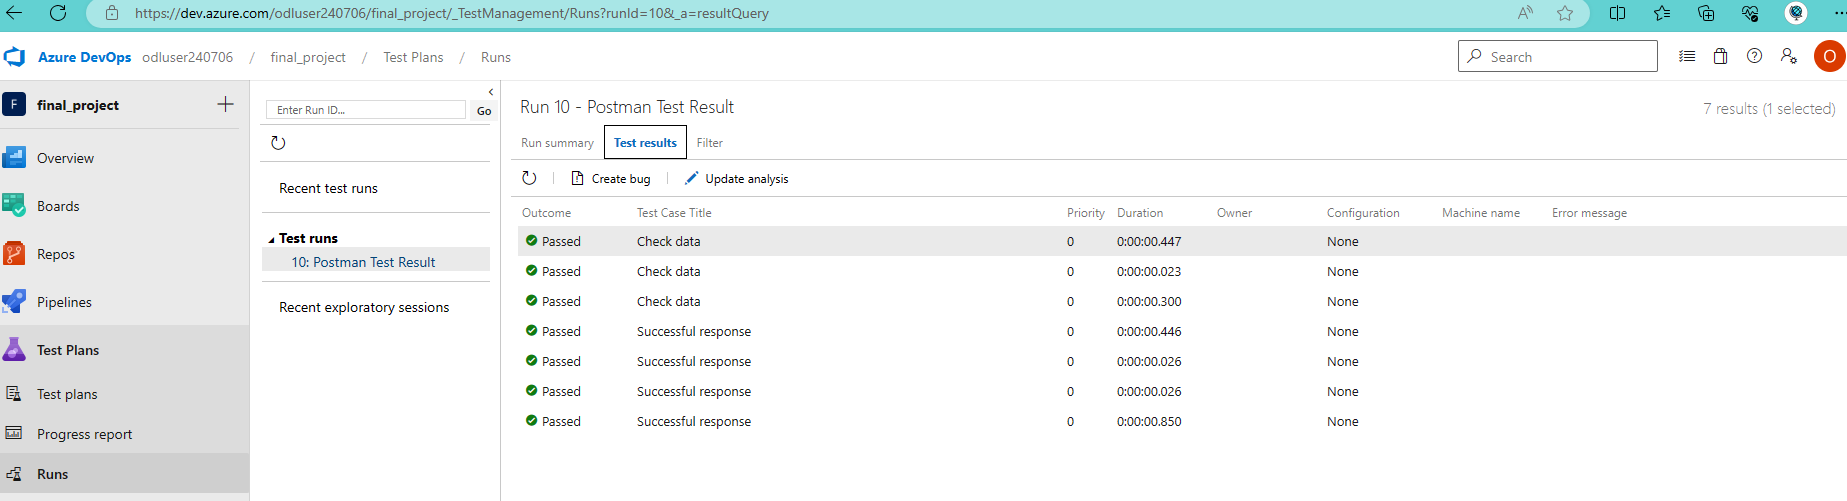 https://dev.azure.com/odluser240706/final_project/_TestManagement/Runs?runId=10&_a=resultQuery
Azure DevOps odluser240706 / final_project / Test Plans / Runs
Search
O
F final_project
Overview
Boards
Repos
Pipelines
Test Plans
Test plans
Progress report
Runs
Enter Run ID... Go
Recent test runs
Test runs
10: Postman Test Result
Recent exploratory sessions
Run 10 - Postman Test Result
7 results (1 selected)
Run summary Test results Filter
Create bug Update analysis
Outcome Test Case Title Priority Duration Owner Configuration Machine name Error message
Passed Check data 0 0:00:00.447 None
Passed Check data 0 0:00:00.023 None
Passed Check data 0 0:00:00.300 None
Passed Successful response 0 0:00:00.446 None
Passed Successful response 0 0:00:00.026 None
Passed Successful response 0 0:00:00.026 None
Passed Successful response 0 0:00:00.850 None